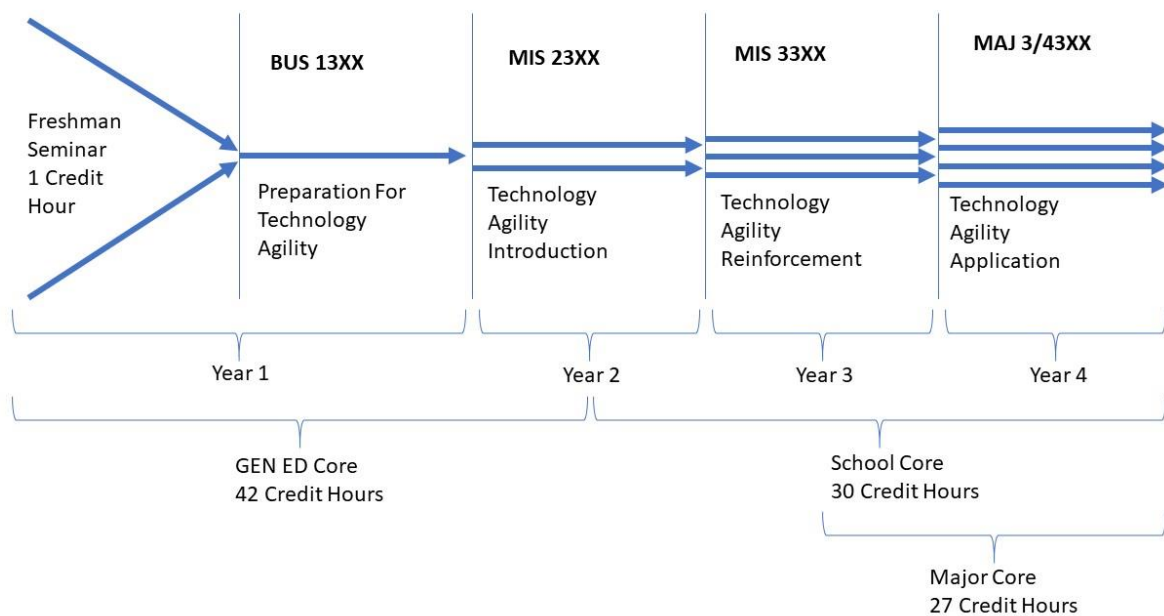 BUS 13XX
MIS 23XX
MIS 33XX
MAJ 3/43XX
Freshman
Seminar
1 Credit
Hour
Preparation For
Technology
Agility
Technology
Agility
Introduction
Technology
Agility
Reinforcement
Technology
Agility
Application
Year 1
Year 2
Year 3
Year 4
GEN ED Core
42 Credit Hours
School Core
30 Credit Hours
Major Core
27 Credit Hours